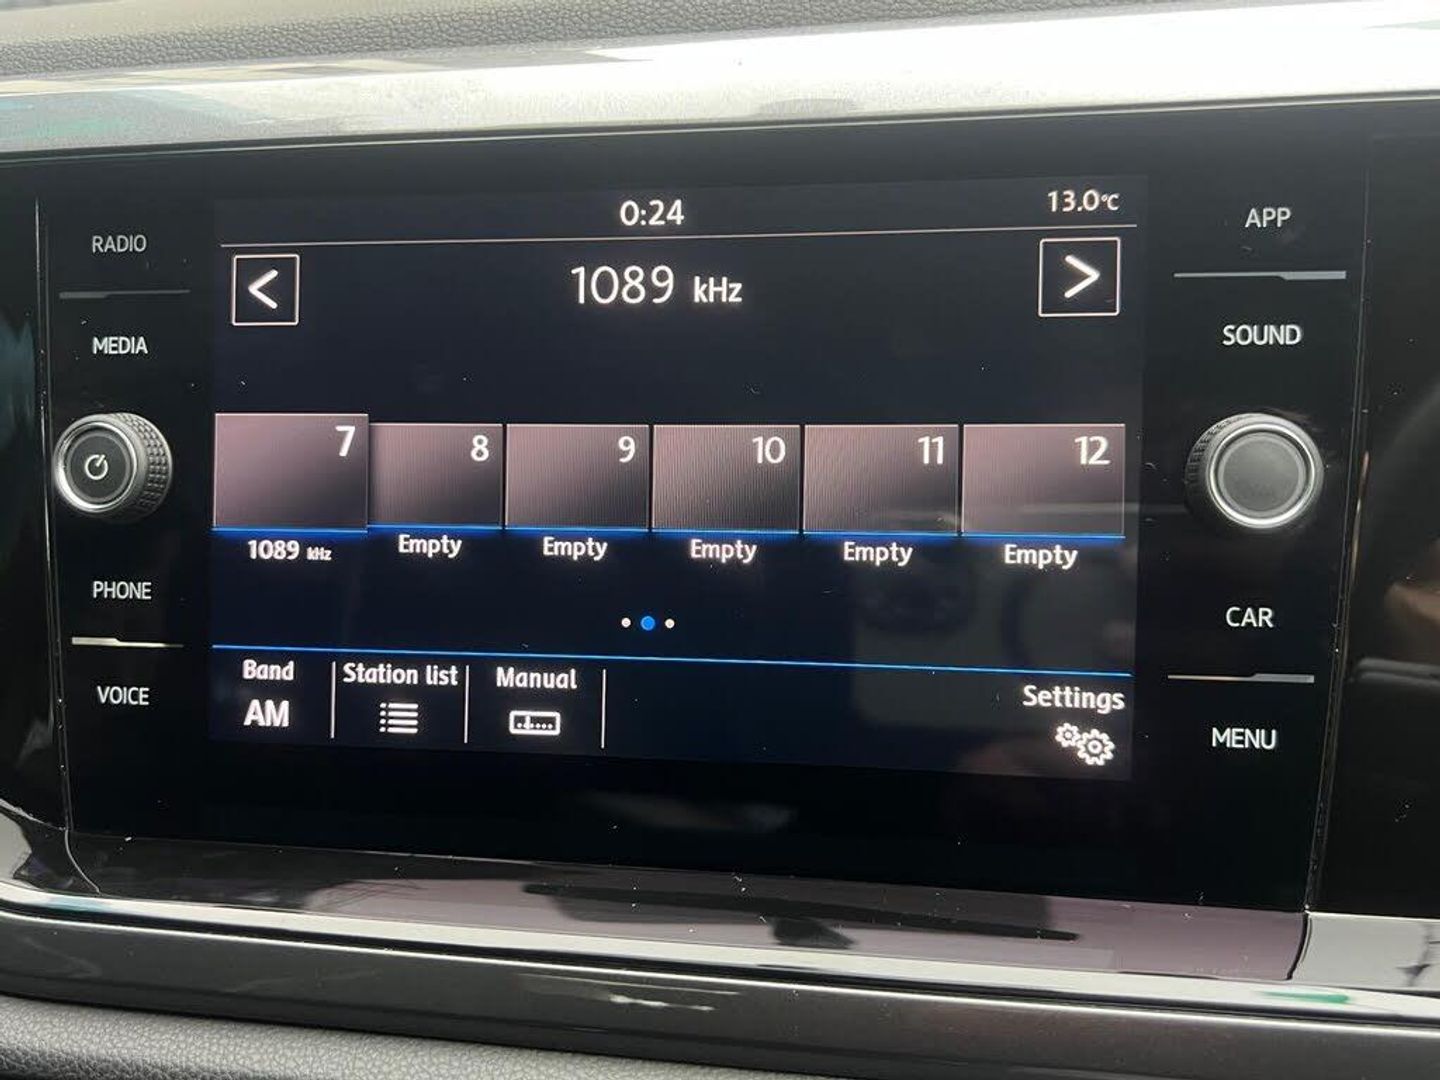 0:24
13.0°C
RADIO
APP
< 1089 kHz >
MEDIA
SOUND
7 8 9 10 11 12
1089 kHz Empty Empty Empty Empty Empty
PHONE
CAR
Band Station list Manual Settings
AM
VOICE
MENU